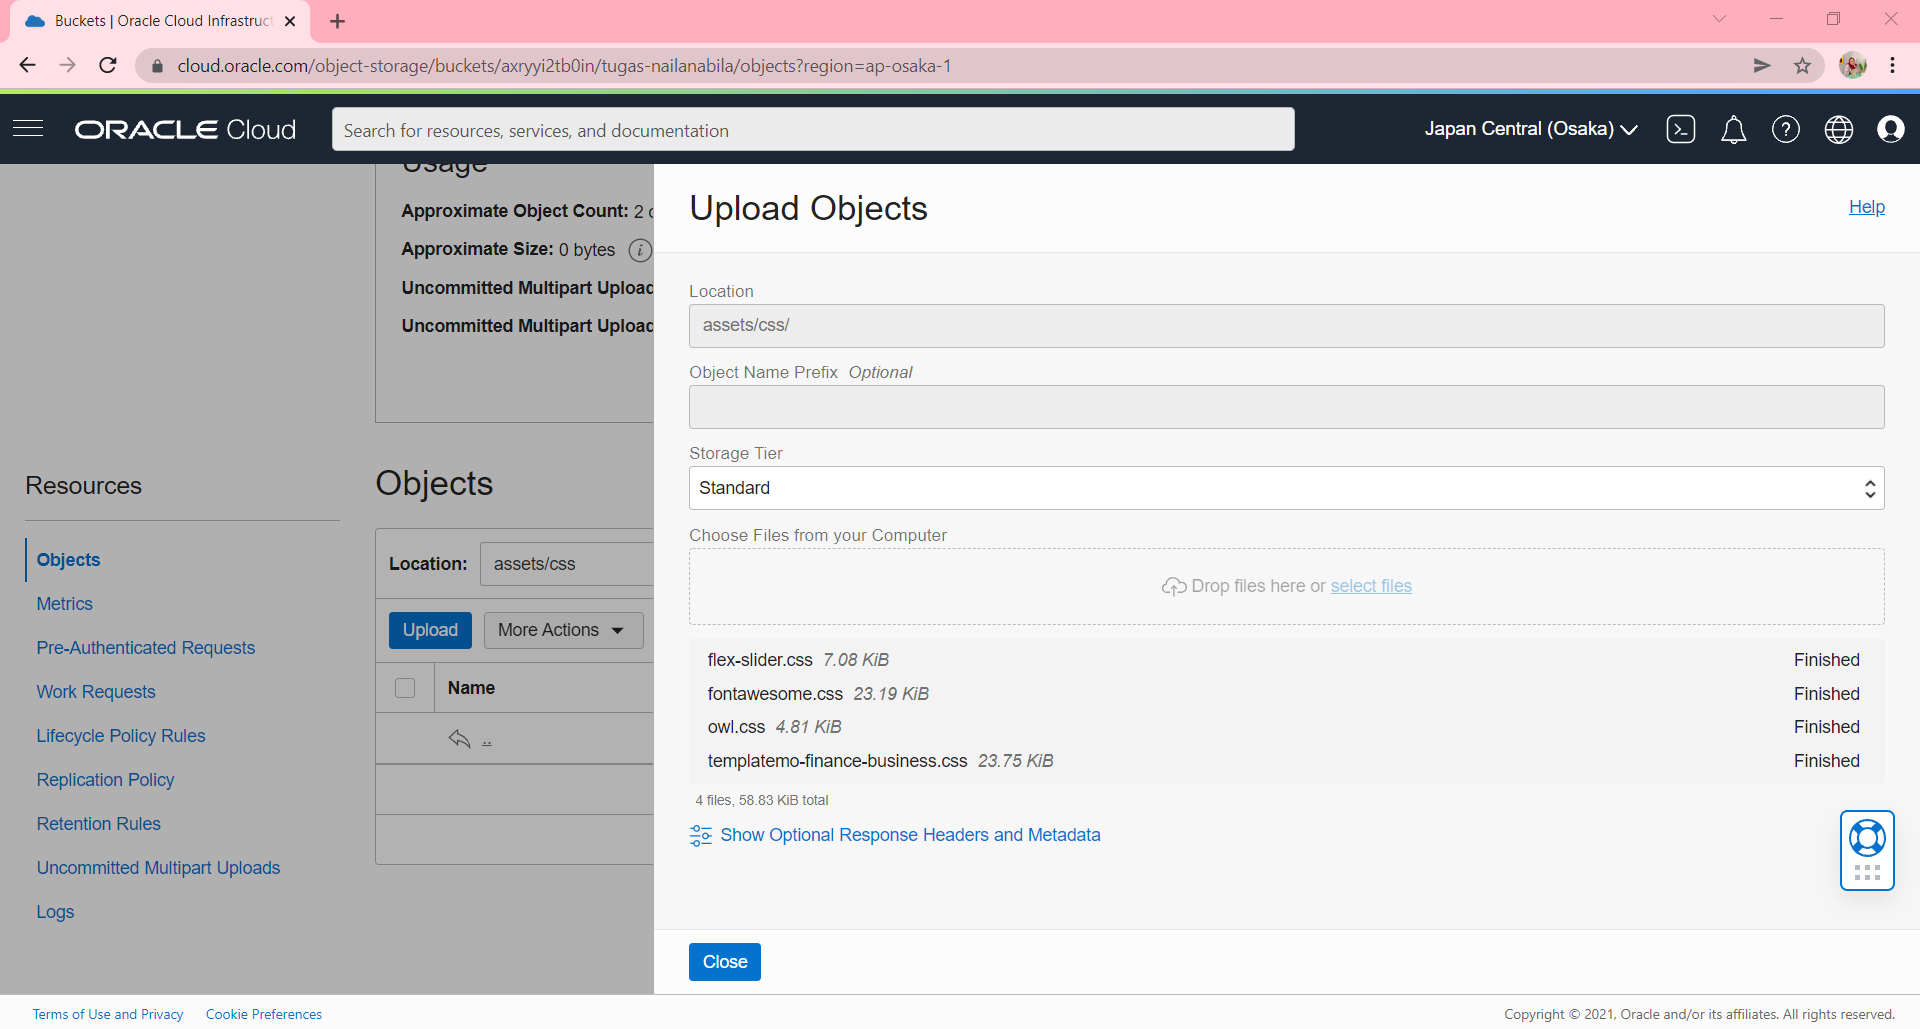 Buckets | Oracle Cloud Infrastruct
cloud.oracle.com/object-storage/buckets/axryyi2tb0in/tugas-nailanabila/objects?region=ap-osaka-1
ORACLE Cloud
Search for resources, services, and documentation
Japan Central (Osaka)
Usage
Approximate Object Count: 2
Approximate Size: 0 bytes
Uncommitted Multipart Upload
Uncommitted Multipart Upload
Resources
Objects
Metrics
Pre-Authenticated Requests
Work Requests
Lifecycle Policy Rules
Replication Policy
Retention Rules
Uncommitted Multipart Uploads
Logs
Objects
Location: assets/css
Upload More Actions
Name
..
Upload Objects
Help
Location
assets/css/
Object Name Prefix Optional
Storage Tier
Standard
Choose Files from your Computer
Drop files here or select files
flex-slider.css 7.08 KiB Finished
fontawesome.css 23.19 KiB Finished
owl.css 4.81 KiB Finished
templatemo-finance-business.css 23.75 KiB Finished
4 files, 58.83 KiB total
Show Optional Response Headers and Metadata
Close
Terms of Use and Privacy Cookie Preferences
Copyright © 2021, Oracle and/or its affiliates. All rights reserved.